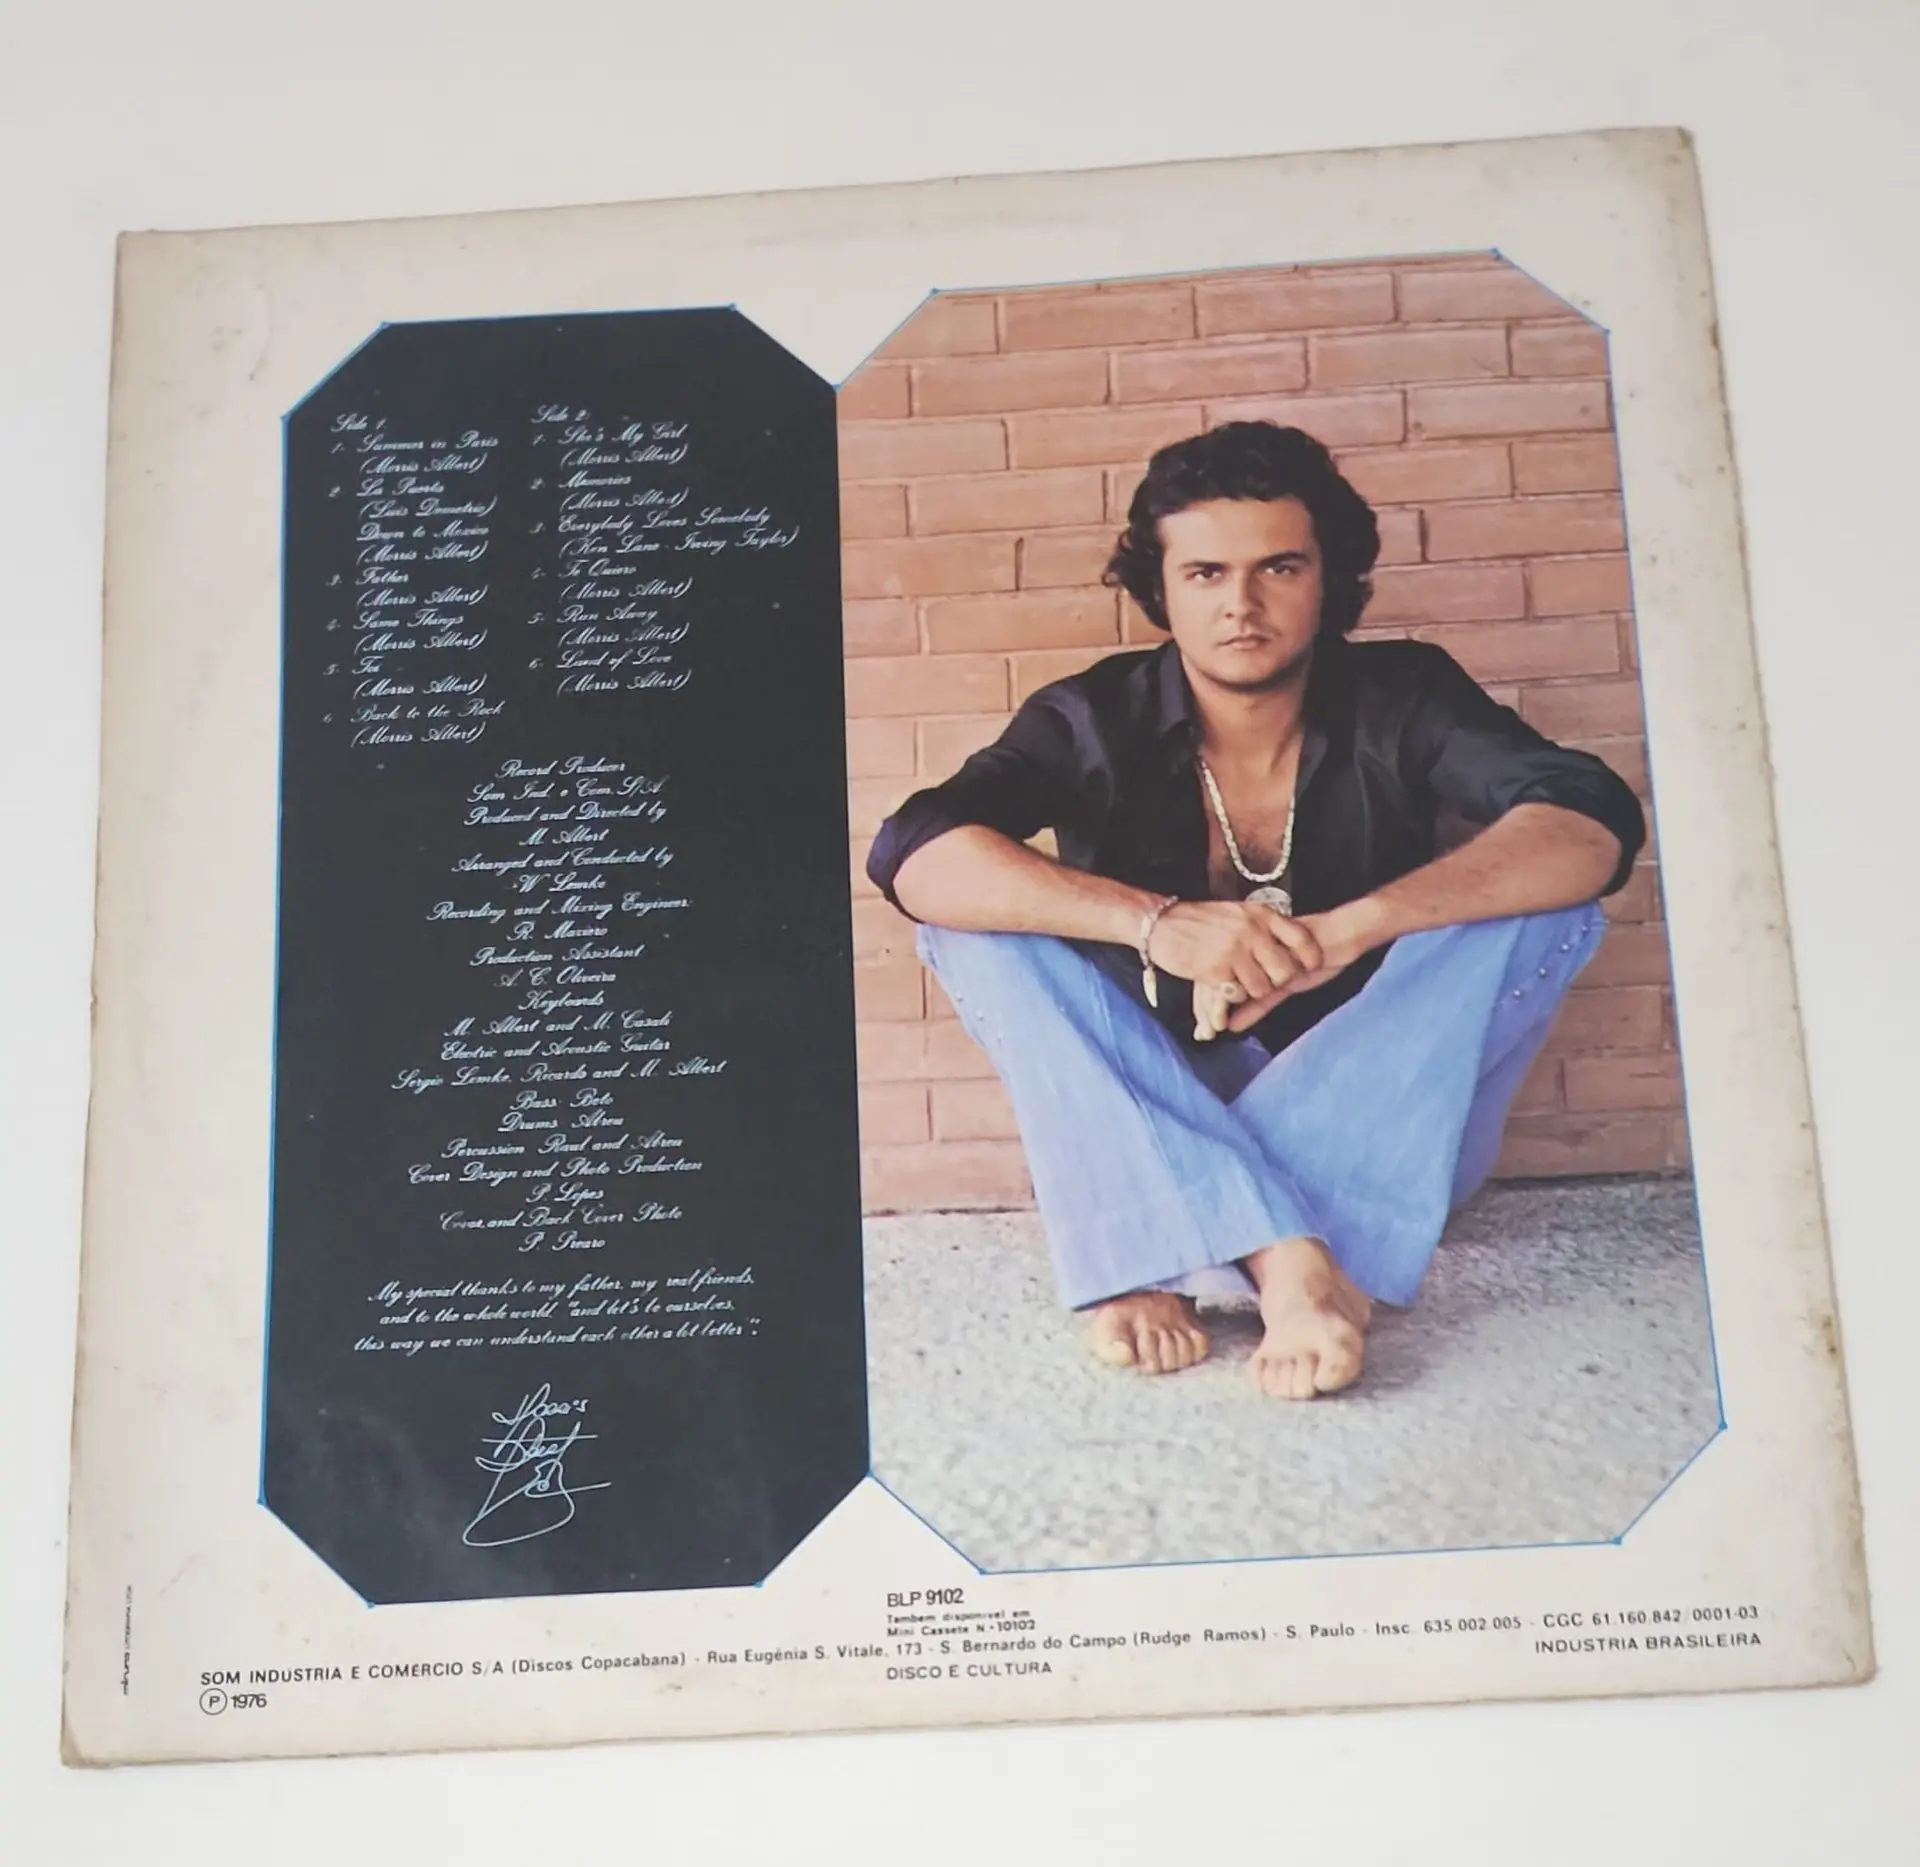 Side 1
1- Summer in Paris
(Morris Albert)
2- La Puerta
(Luis Demetrio)
Down to Mexico
(Morris Albert)
3- Father
(Morris Albert)
4- Same Things
(Morris Albert)
5- Toi
(Morris Albert)
6 Back to the Rock
(Morris Albert)
Side 2
1- She's My Girl
(Morris Albert)
2- Memories
(Morris Albert)
3- Everybody Loves Somebody
(Ken Lane - Irving Taylor)
4- Te Quiero
(Morris Albert)
5- Run Away
(Morris Albert)
6- Land of Love
(Morris Albert)
Record Producer
Som Ind. e Com. S/A
Produced and Directed by
M. Albert
Arranged and Conducted by
W. Lemke
Recording and Mixing Engineer:
R. Maziero
Production Assistant
A. C. Oliveira
Keyboards
M. Albert and M. Casali
Electric and Acoustic Guitar
Sergio Lemke, Ricardo and M. Albert
Bass: Beto
Drums: Abreu
Percussion Raul and Abreu
Cover Design and Photo Production
P. Lopes
Cover and Back Cover Photo
P. Prearo
My special thanks to my father, my real friends,
and to the whole world, "and let's be ourselves,
this way we can understand each other a lot better".
Morris
Albert
BLP 9102
Tambem disponivel em
Mini Cassete N-10102
SOM INDUSTRIA E COMERCIO S/A (Discos Copacabana) - Rua Eugénia S. Vitale, 173 - S. Bernardo do Campo (Rudge Ramos) - S. Paulo - Insc. 635.002.005 - CGC 61.160.842/0001-03
DISCO E CULTURA
INDUSTRIA BRASILEIRA
Ⓟ 1976